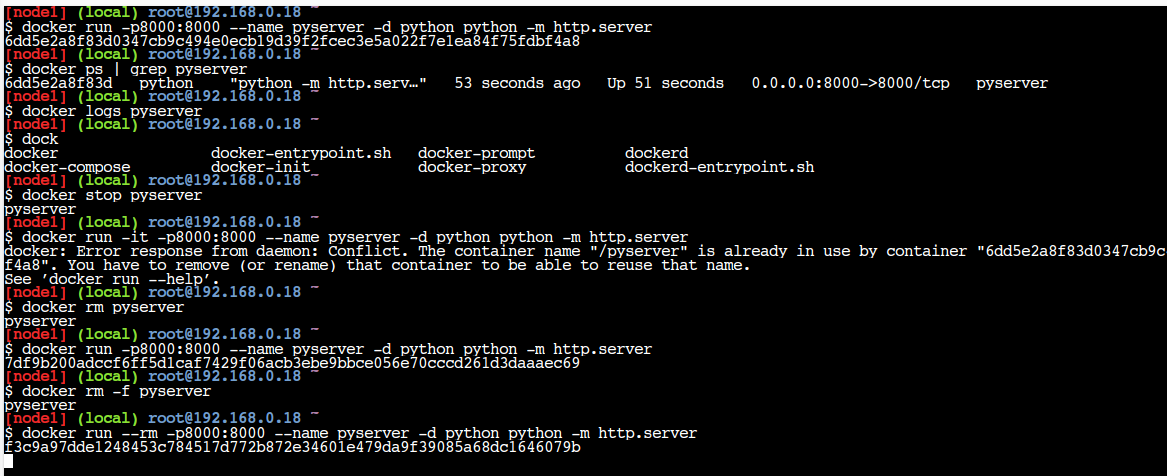 [node1] (local) root@192.168.0.18 ~
$ docker run -p8000:8000 --name pyserver -d python python -m http.server
6dd5e2a8f83d0347cb9c494e0ecb19d39f2fcec3e5a022f7e1ea84f75fdbf4a8
[node1] (local) root@192.168.0.18 ~
$ docker ps | grep pyserver
6dd5e2a8f83d   python    "python -m http.serv…"   53 seconds ago   Up 51 seconds   0.0.0.0:8000->8000/tcp   pyserver
[node1] (local) root@192.168.0.18 ~
$ docker logs pyserver
[node1] (local) root@192.168.0.18 ~
$ dock
docker                 docker-entrypoint.sh   docker-prompt          dockerd
docker-compose         docker-init            docker-proxy           dockerd-entrypoint.sh
[node1] (local) root@192.168.0.18 ~
$ docker stop pyserver
pyserver
[node1] (local) root@192.168.0.18 ~
$ docker run -it -p8000:8000 --name pyserver -d python python -m http.server
docker: Error response from daemon: Conflict. The container name "/pyserver" is already in use by container "6dd5e2a8f83d0347cb9c
f4a8". You have to remove (or rename) that container to be able to reuse that name.
See 'docker run --help'.
[node1] (local) root@192.168.0.18 ~
$ docker rm pyserver
pyserver
[node1] (local) root@192.168.0.18 ~
$ docker run -p8000:8000 --name pyserver -d python python -m http.server
7df9b200adccf6ff5d1caf7429f06acb3ebe9bbce056e70cccd261d3daaaec69
[node1] (local) root@192.168.0.18 ~
$ docker rm -f pyserver
pyserver
[node1] (local) root@192.168.0.18 ~
$ docker run --rm -p8000:8000 --name pyserver -d python python -m http.server
f3c9a97dde1248453c784517d772b872e34601e479da9f39085a68dc1646079b